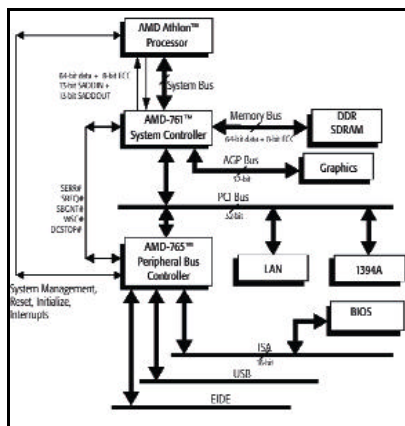 AMD Athlon™
Processor
64-bit data + 8-bit ECC
13-bit SADDIN +
13-bit SADDOUT
System Bus
AMD-761™
System Controller
Memory Bus
64-bit data + 8-bit ECC
DDR
SDRAM
AGP Bus
32-bit
Graphics
PCI Bus
32-bit
SERR#
SBREQ#
WSC#
DCSTOP#
AMD-765™
Peripheral Bus
Controller
LAN
1394A
System Management,
Reset, Initialize,
Interrupts
BIOS
ISA
16-bit
USB
EIDE